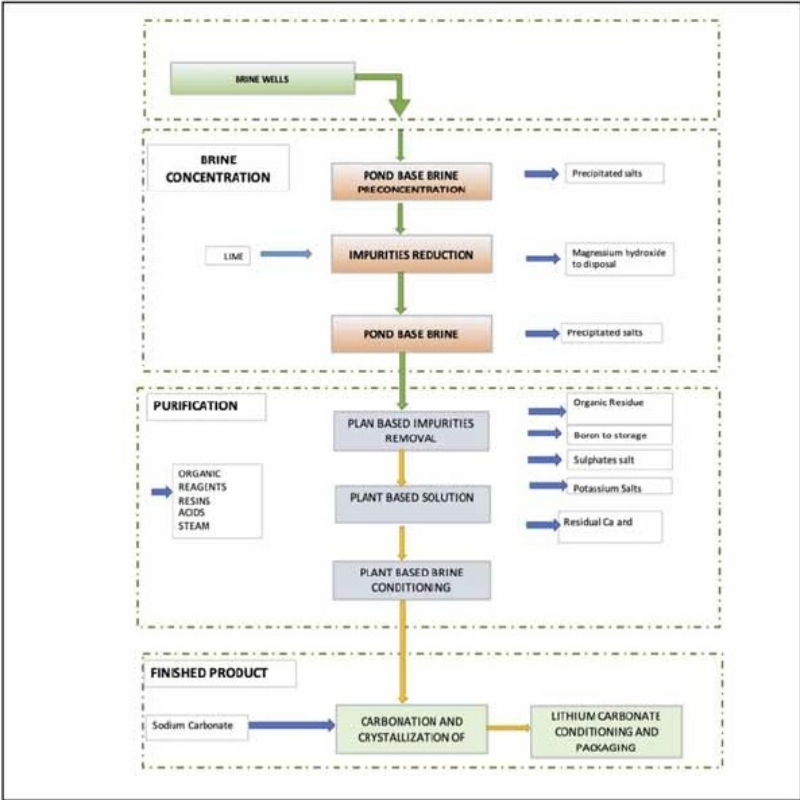 BRINE WELLS
BRINE
CONCENTRATION
POND BASE BRINE
PRECONCENTRATION
Precipitated salts
LIME
IMPURITIES REDUCTION
Magnessium hydroxide
to disposal
POND BASE BRINE
Precipitated salts
PURIFICATION
PLAN BASED IMPURITIES
REMOVAL
Organic Residue
Boron to storage
Sulphates salt
Potassium Salts
Residual Ca and
ORGANIC
REAGENTS
RESINS
ACIDS
STEAM
PLANT BASED SOLUTION
PLANT BASED BRINE
CONDITIONING
FINISHED PRODUCT
Sodium Carbonate
CARBONATION AND
CRYSTALLIZATION OF
LITHIUM CARBONATE
CONDITIONING AND
PACKAGING